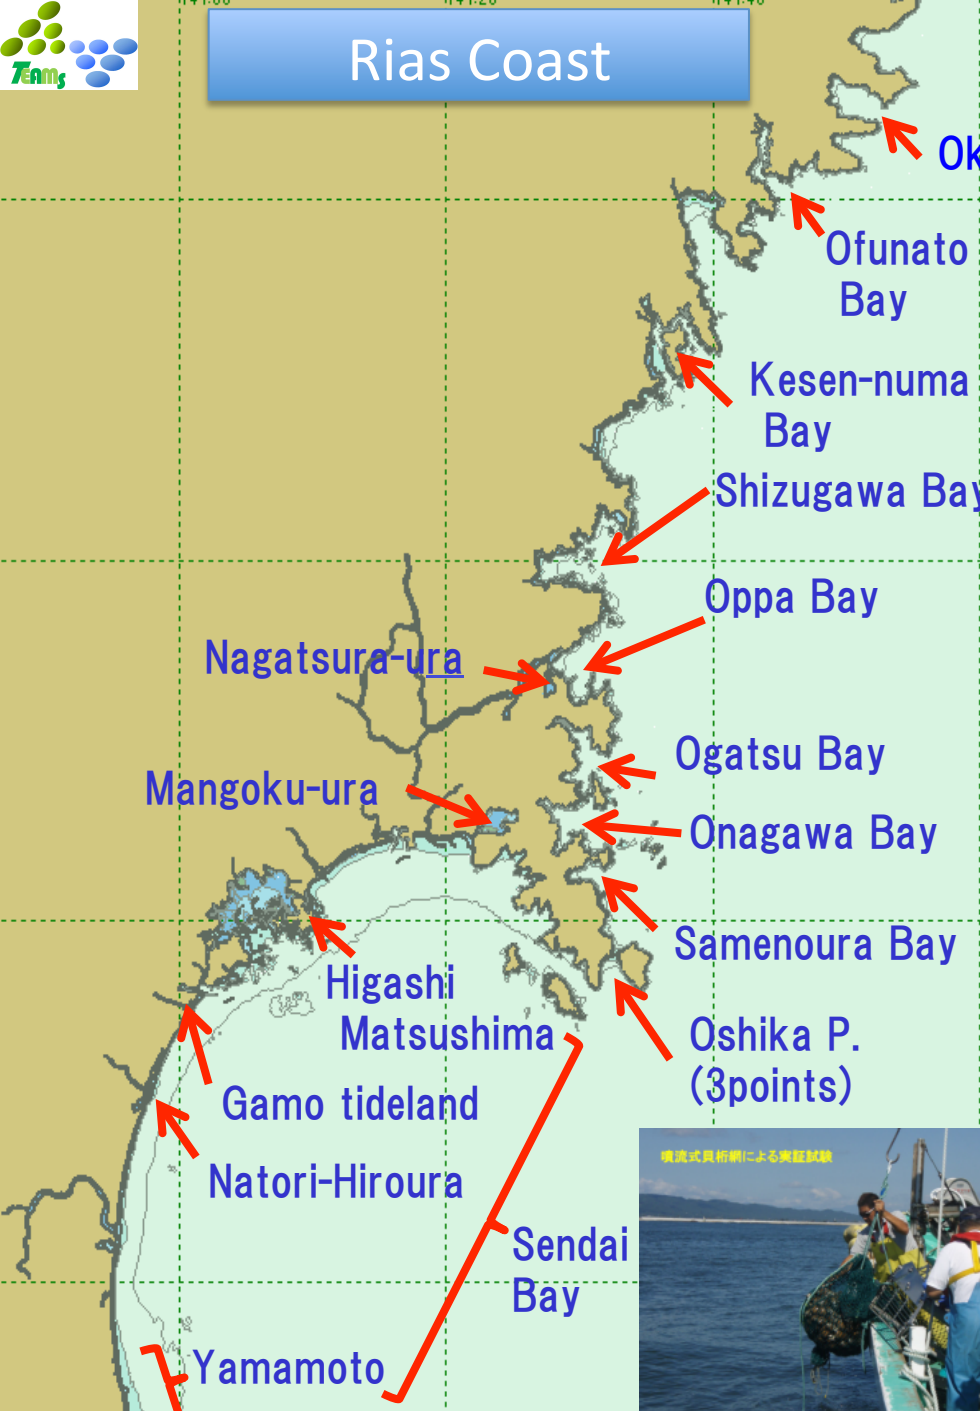 TEAMS
Rias Coast
Ok
Ofunato
Bay
Kesen-numa
Bay
Shizugawa Bay
Oppa Bay
Nagatsura-ura
Ogatsu Bay
Mangoku-ura
Onagawa Bay
Samenoura Bay
Higashi
Matsushima
Oshika P.
(3points)
Gamo tideland
Natori-Hiroura
Sendai
Bay
Yamamoto
噴流式貝桁網による実証試験